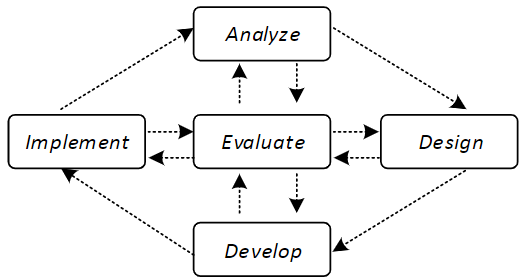 Analyze
Implement
Evaluate
Design
Develop